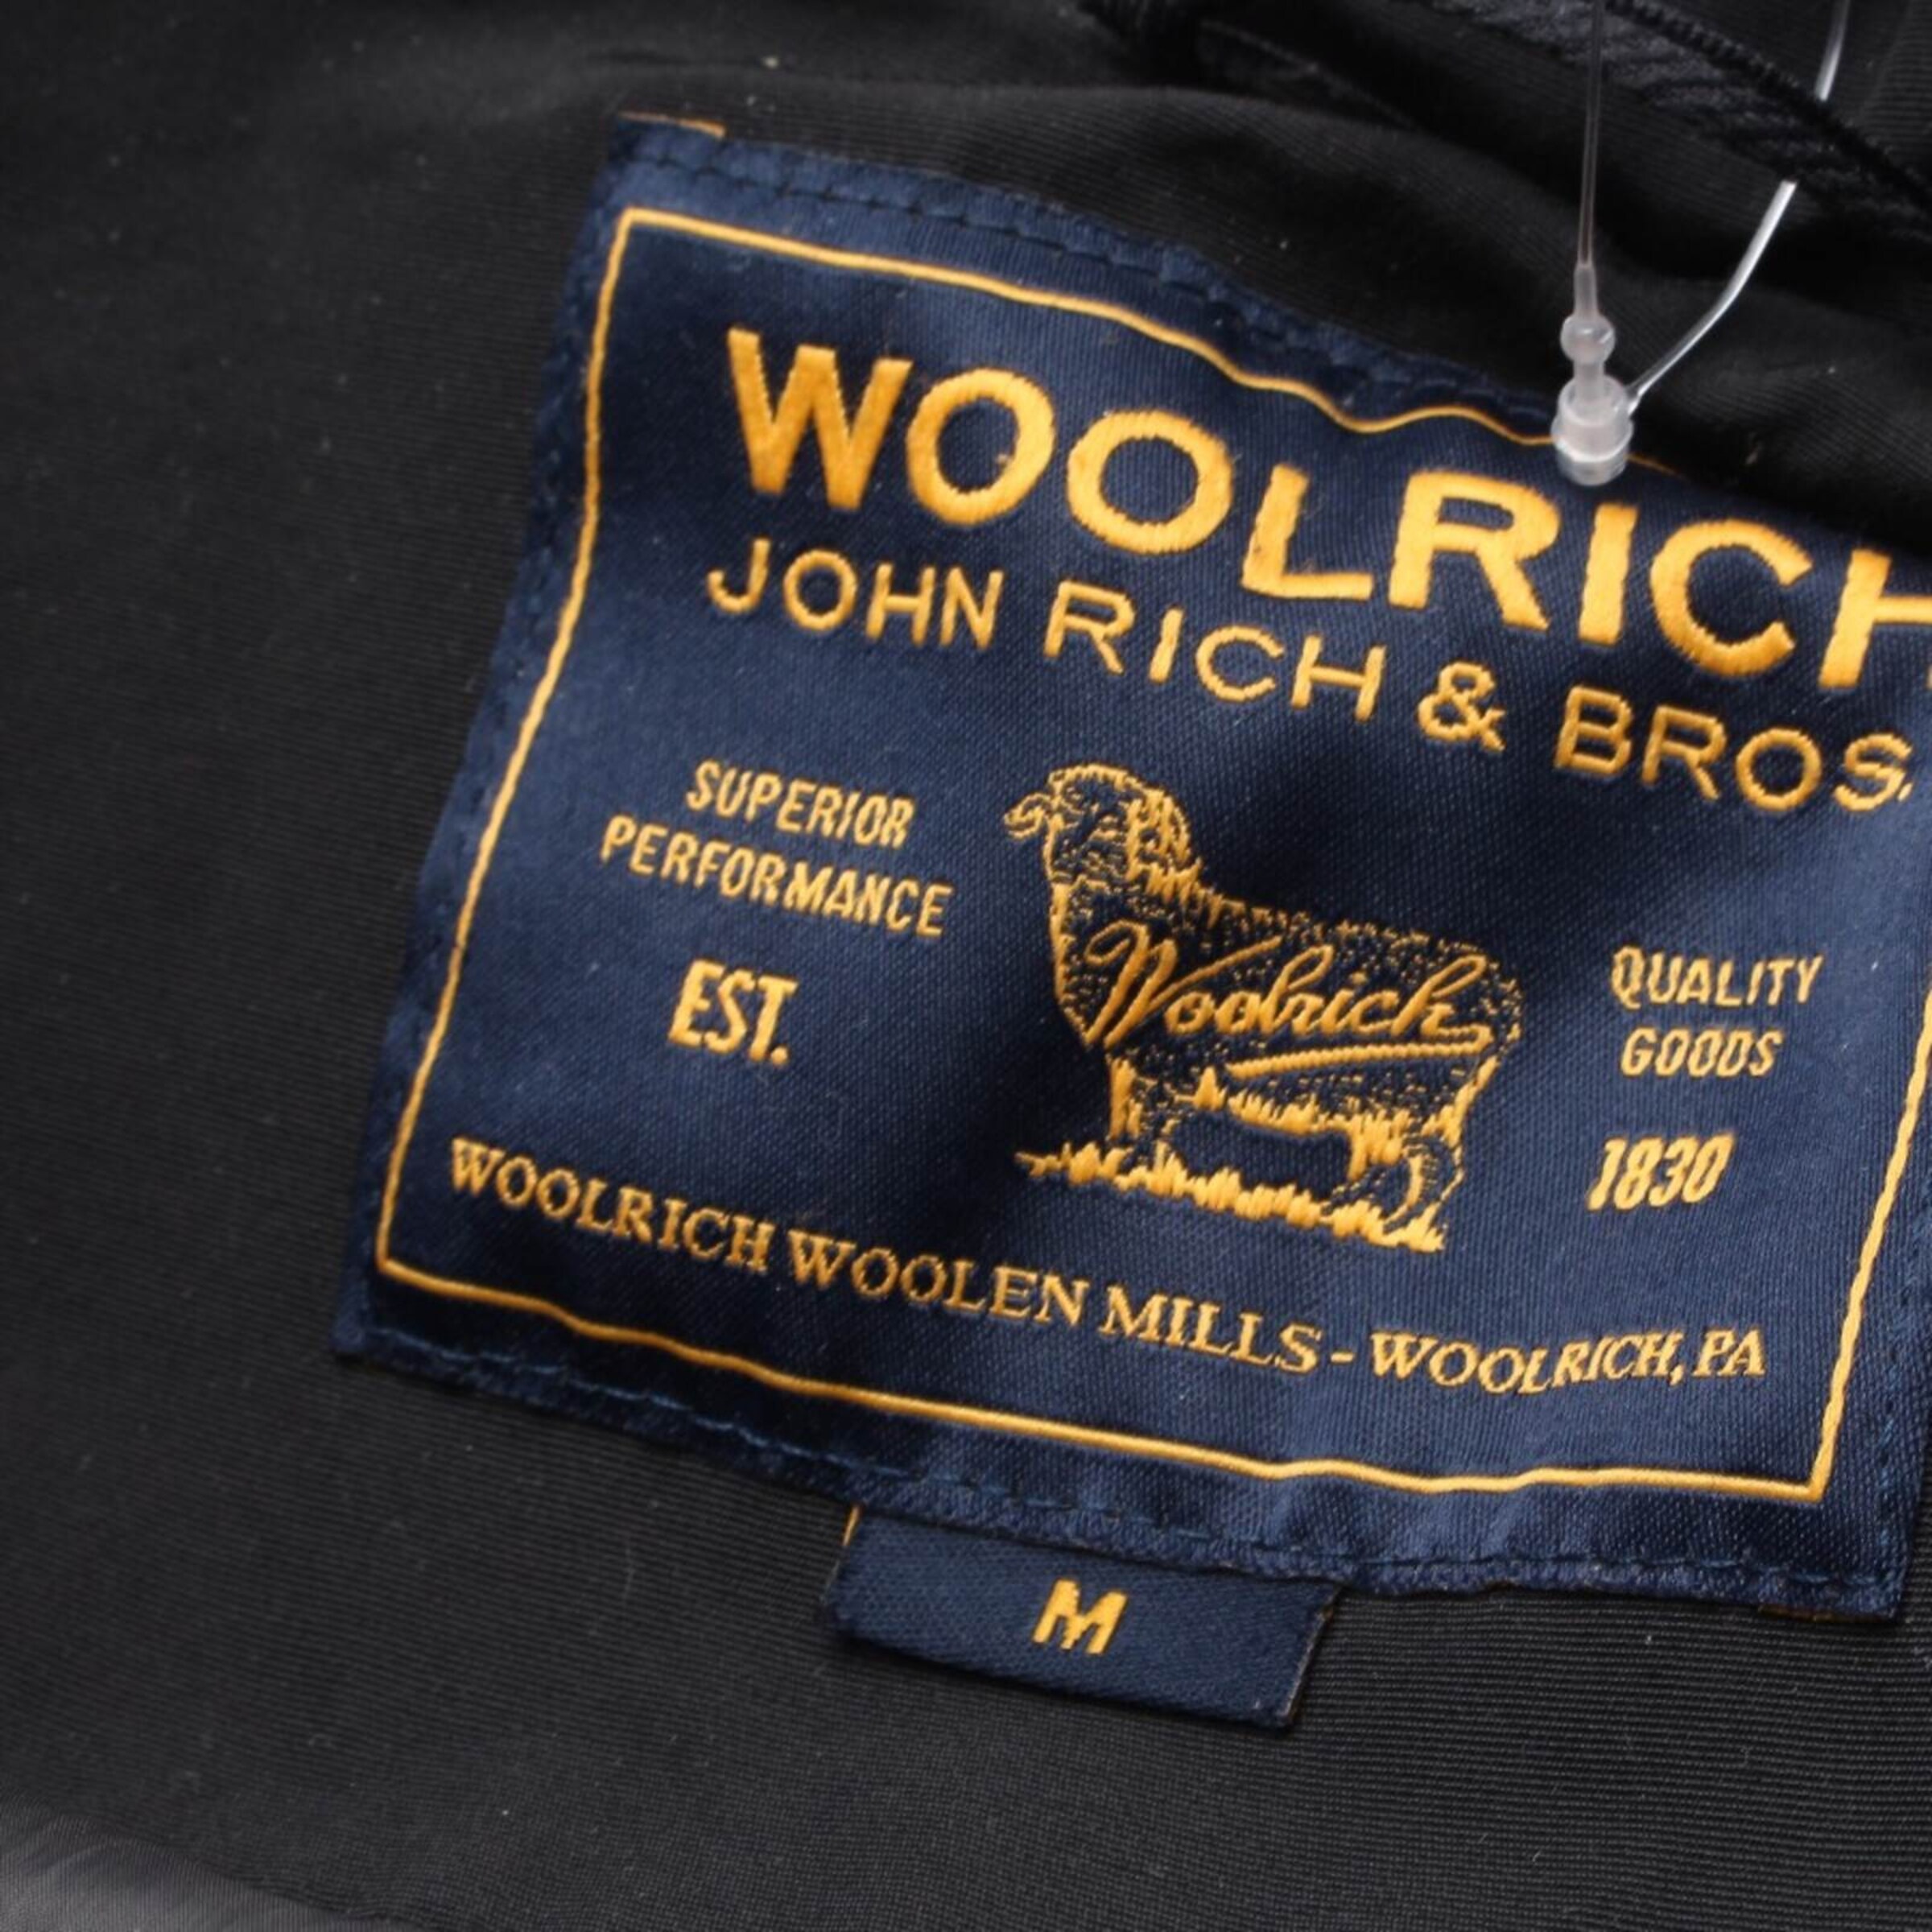 WOOLRICH
JOHN RICH & BROS.
SUPERIOR
PERFORMANCE
EST.
Woolrich
QUALITY
GOODS
1830
WOOLRICH WOOLEN MILLS - WOOLRICH, PA
M